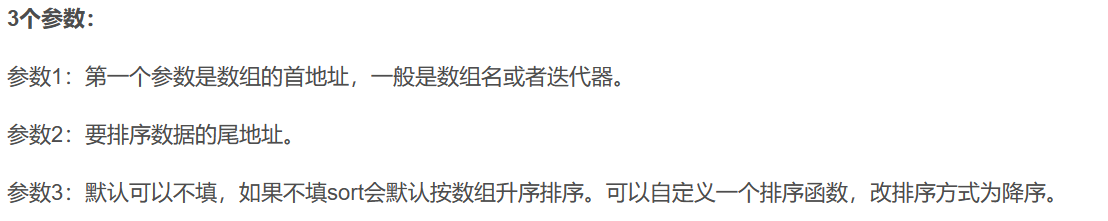 3个参数：
参数1：第一个参数是数组的首地址，一般是数组名或者迭代器。
参数2：要排序数据的尾地址。
参数3：默认可以不填，如果不填sort会默认按数组升序排序。可以自定义一个排序函数，改排序方式为降序。